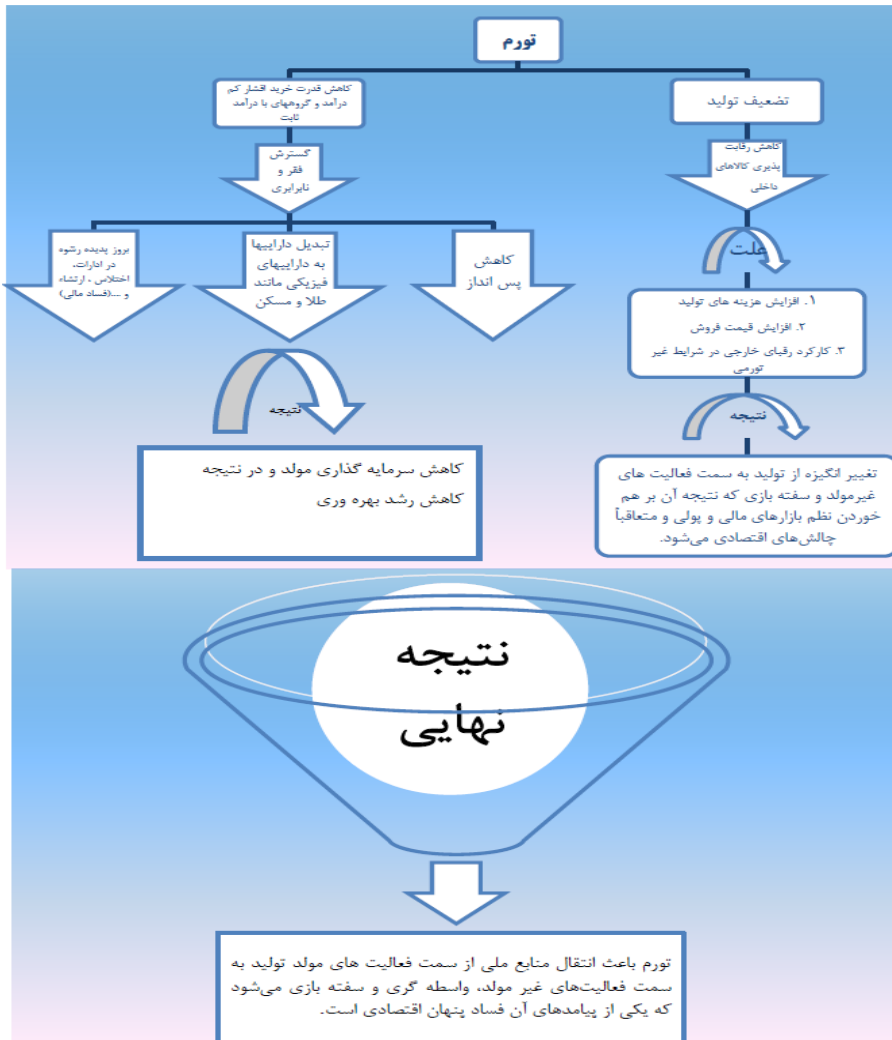 تورم
تضعیف تولید
کاهش رقابت
پذیری کالاهای
داخلی
علت
۱. افزایش هزینه های تولید
۲. افزایش قیمت فروش
۳. کارکرد رقبای خارجی در شرایط غیر
تورمی
نتیجه
تغییر انگیزه از تولید به سمت فعالیت های
غیرمولد و سفته بازی که نتیجه آن بر هم
خوردن نظم بازارهای مالی و پولی و متعاقباً
چالش‌های اقتصادی می‌شود.
کاهش قدرت خرید اقشار کم
درآمد و گروههای با درآمد
ثابت
گسترش
فقر و
نابرابری
کاهش
پس انداز
تبدیل داراییها
به داراییهای
فیزیکی مانند
طلا و مسکن
بروز پدیده رشوه
در ادارات،
اختلاس ، ارتشاء
و ....(فساد مالی)
نتیجه
کاهش سرمایه گذاری مولد و در نتیجه
کاهش رشد بهره وری
نتیجه
نهایی
تورم باعث انتقال منابع ملی از سمت فعالیت های مولد تولید به
سمت فعالیت‌های غیر مولد، واسطه گری و سفته بازی می‌شود
که یکی از پیامدهای آن فساد پنهان اقتصادی است.